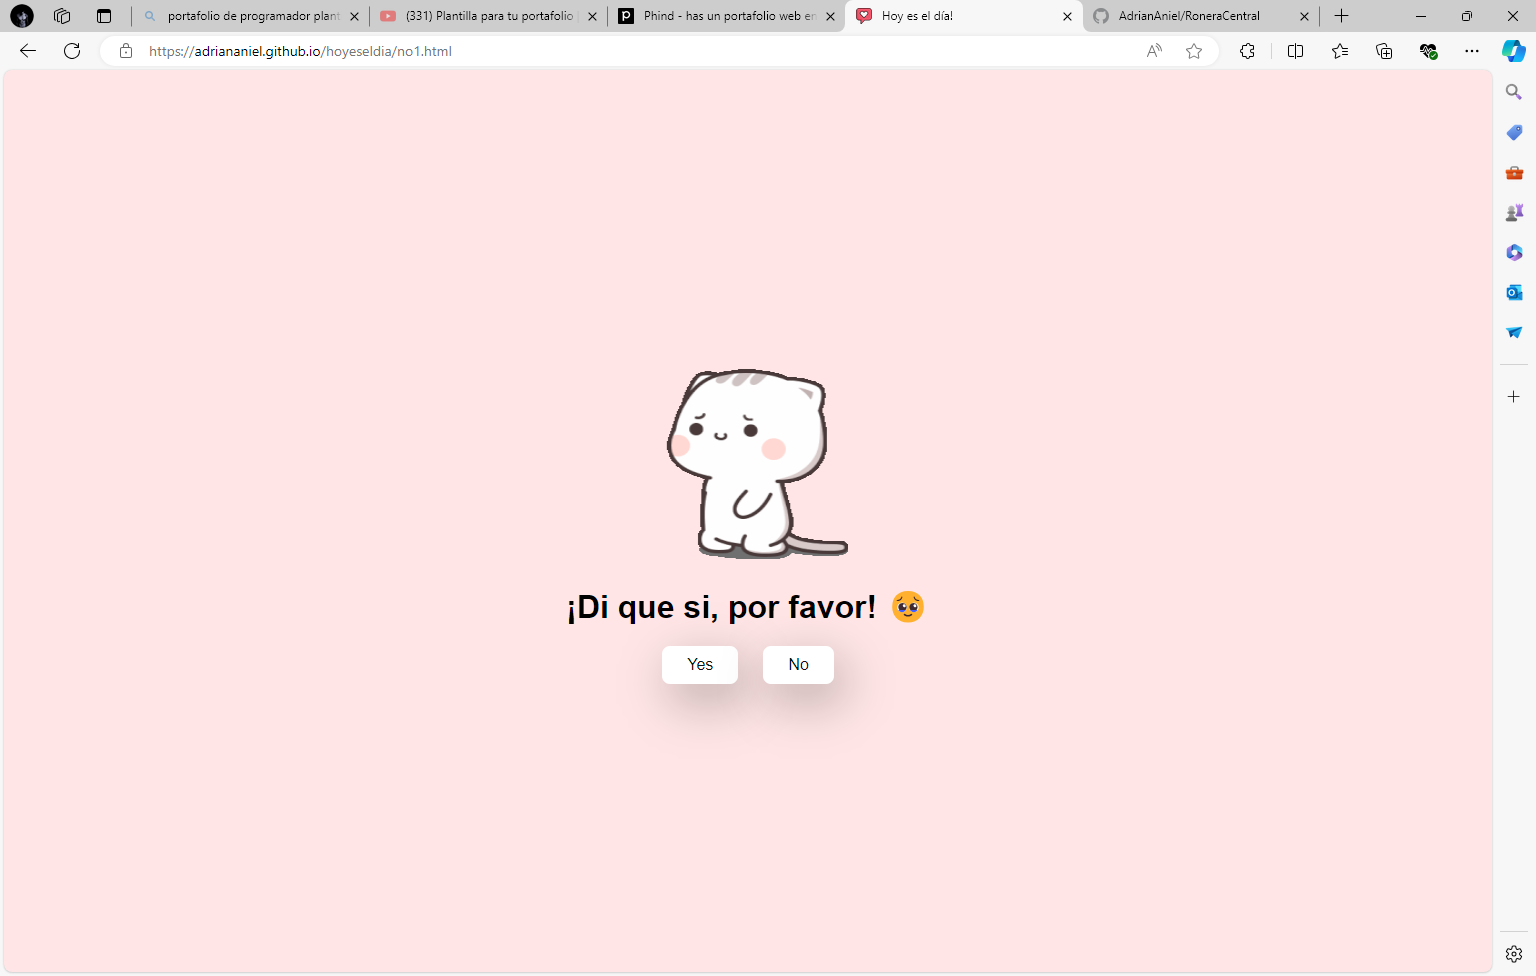 portafolio de programador plant
(331) Plantilla para tu portafolio
Phind - has un portafolio web en
Hoy es el día!
AdrianAniel/RoneraCentral
https://adriananiel.github.io/hoyeseldia/no1.html
¡Di que si, por favor! 🥹
Yes
No